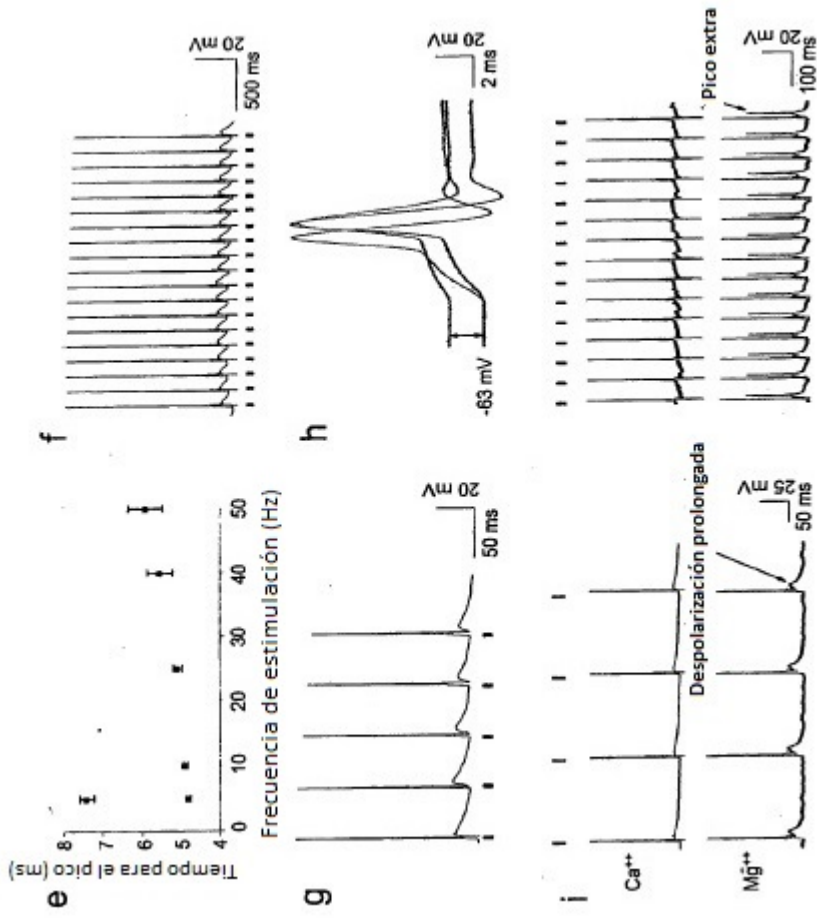 e
Tiempo para el pico (ms)
8
7
6
5
4
0 10 20 30 40 50
Frecuencia de estimulación (Hz)
f
20 mV
500 ms
g
20 mV
50 ms
h
-63 mV
20 mV
2 ms
i
Ca++
Mg++
Despolarización prolongada
25 mV
50 ms
Pico extra
20 mV
100 ms